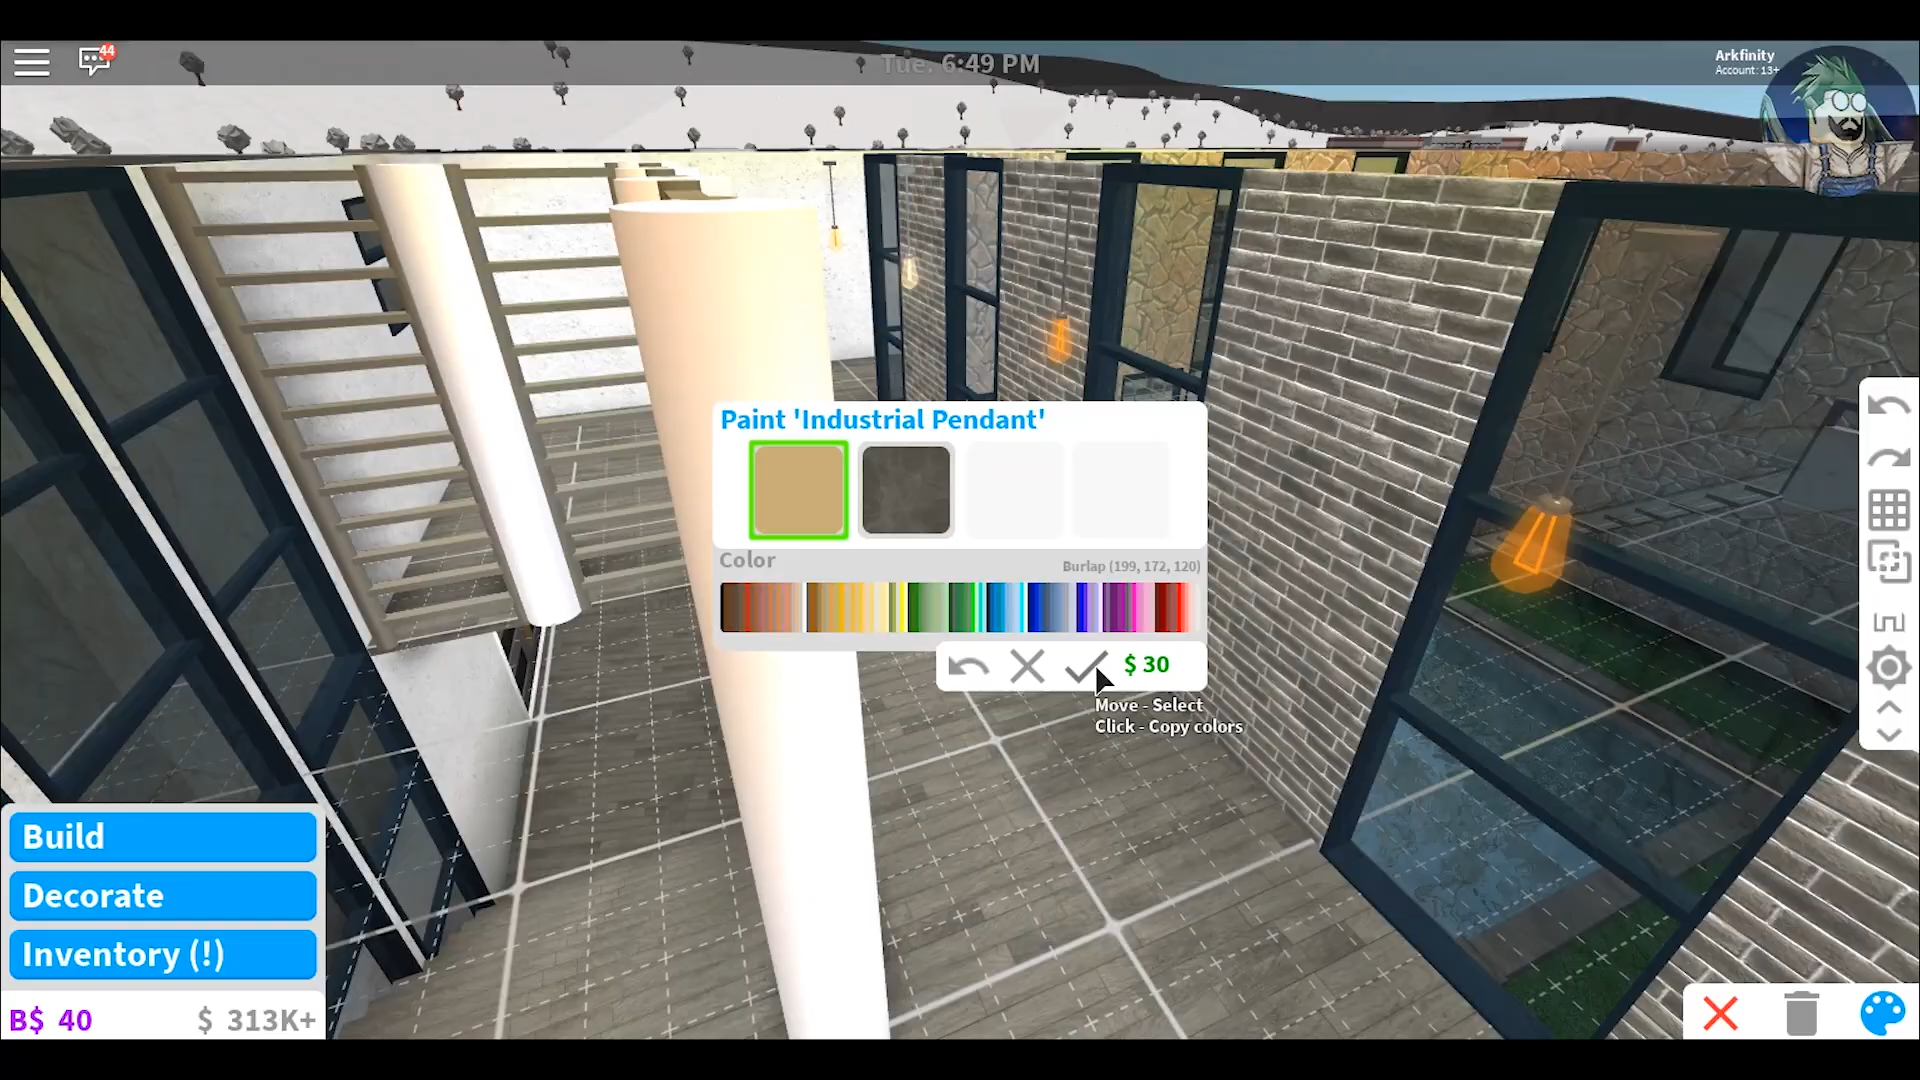 44
Tue. 6:49 PM
Arkfinity
Account: 13+
Paint 'Industrial Pendant'
Color
Burlap (199, 172, 120)
$ 30
Move - Select
Click - Copy colors
Build
Decorate
Inventory (!)
B$ 40
$ 313K+